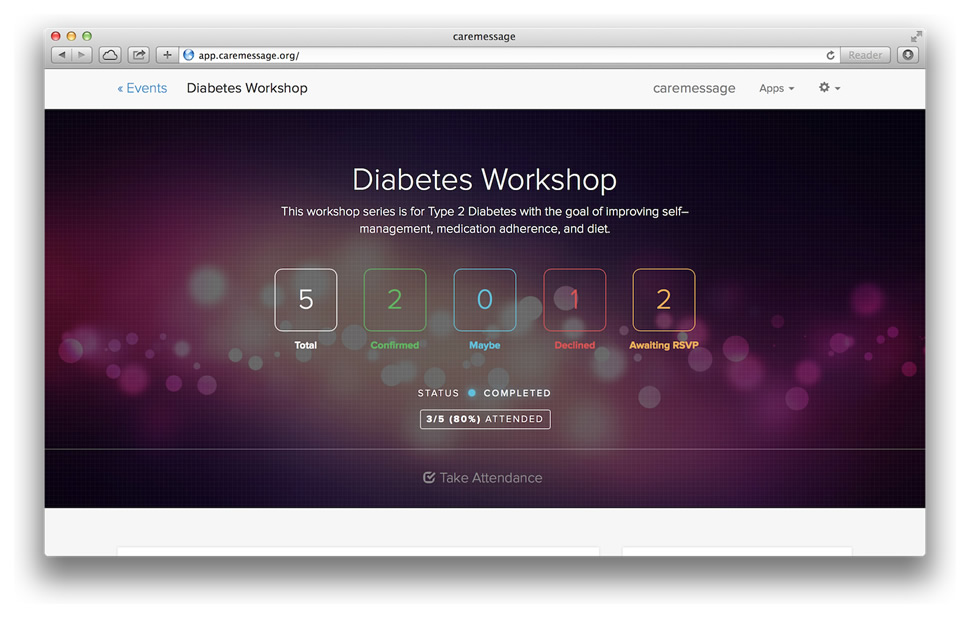 caremessage
app.caremessage.org/
Reader
« Events
Diabetes Workshop
caremessage
Apps
Diabetes Workshop
This workshop series is for Type 2 Diabetes with the goal of improving self–
management, medication adherence, and diet.
5
2
0
1
2
Total
Confirmed
Maybe
Declined
Awaiting RSVP
STATUS COMPLETED
3/5 (80%) ATTENDED
Take Attendance